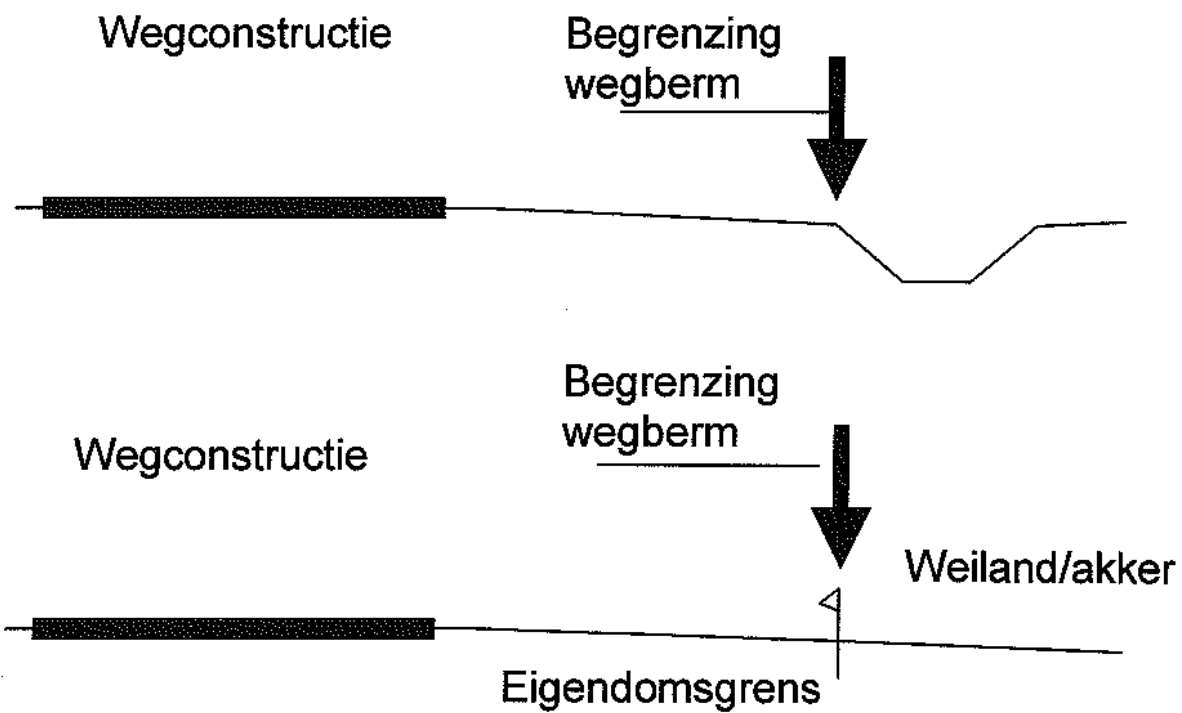 Wegconstructie
Begrenzing
wegberm
Begrenzing
wegberm
Wegconstructie
Weiland/akker
Eigendomsgrens